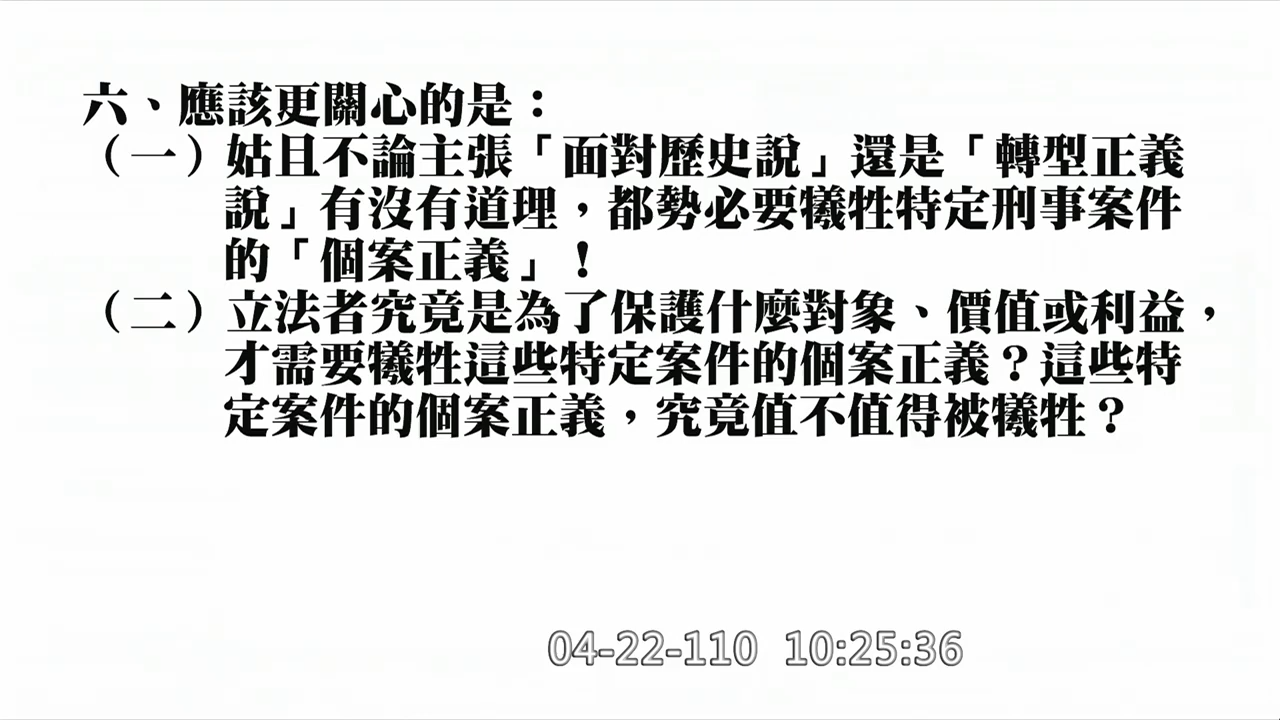 六、應該更關心的是：
（一）姑且不論主張「面對歷史說」還是「轉型正義
說」有沒有道理，都勢必要犧牲特定刑事案件
的「個案正義」！
（二）立法者究竟是為了保護什麼對象、價值或利益，
才需要犧牲這些特定案件的個案正義？這些特
定案件的個案正義，究竟值不值得被犧牲？
04-22-110 10:25:36